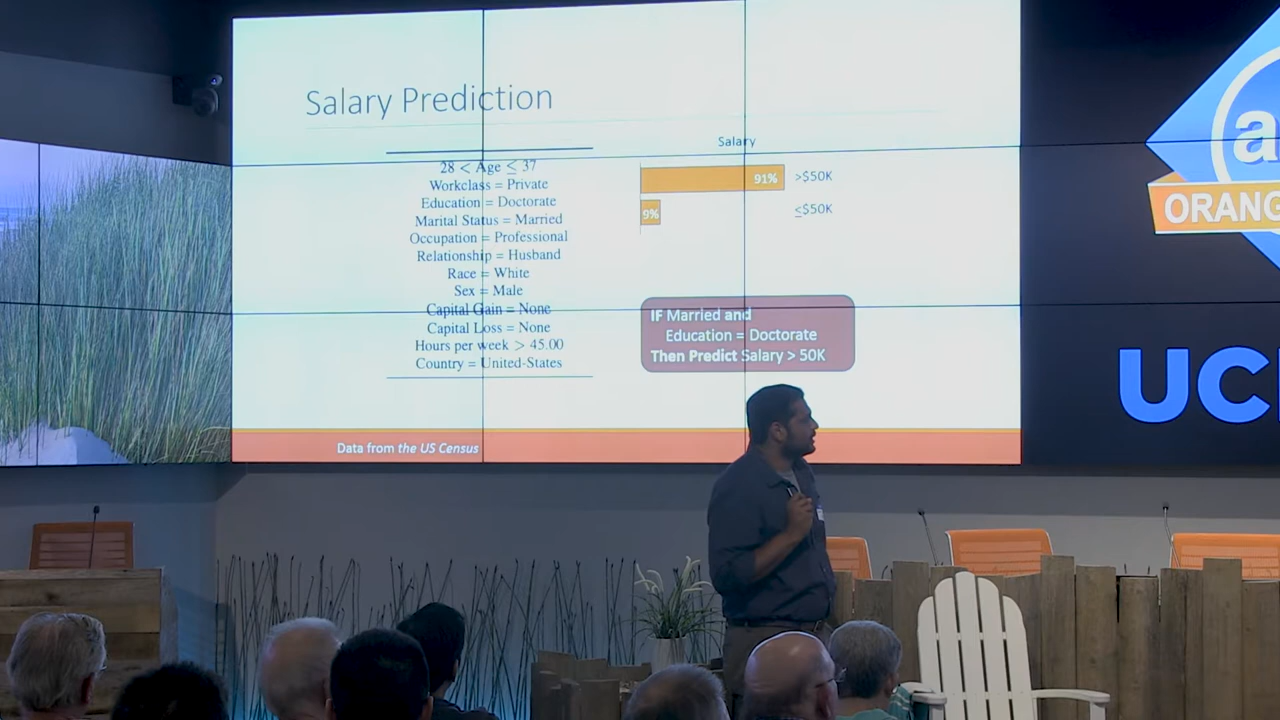 Salary Prediction
28 < Age ≤ 37
Workclass = Private
Education = Doctorate
Marital Status = Married
Occupation = Professional
Relationship = Husband
Race = White
Sex = Male
Capital Gain = None
Capital Loss = None
Hours per week > 45.00
Country = United-States
Salary
91% >$50K
9% ≤$50K
IF Married and
Education = Doctorate
Then Predict Salary > 50K
Data from the US Census
a
ORANG
UC